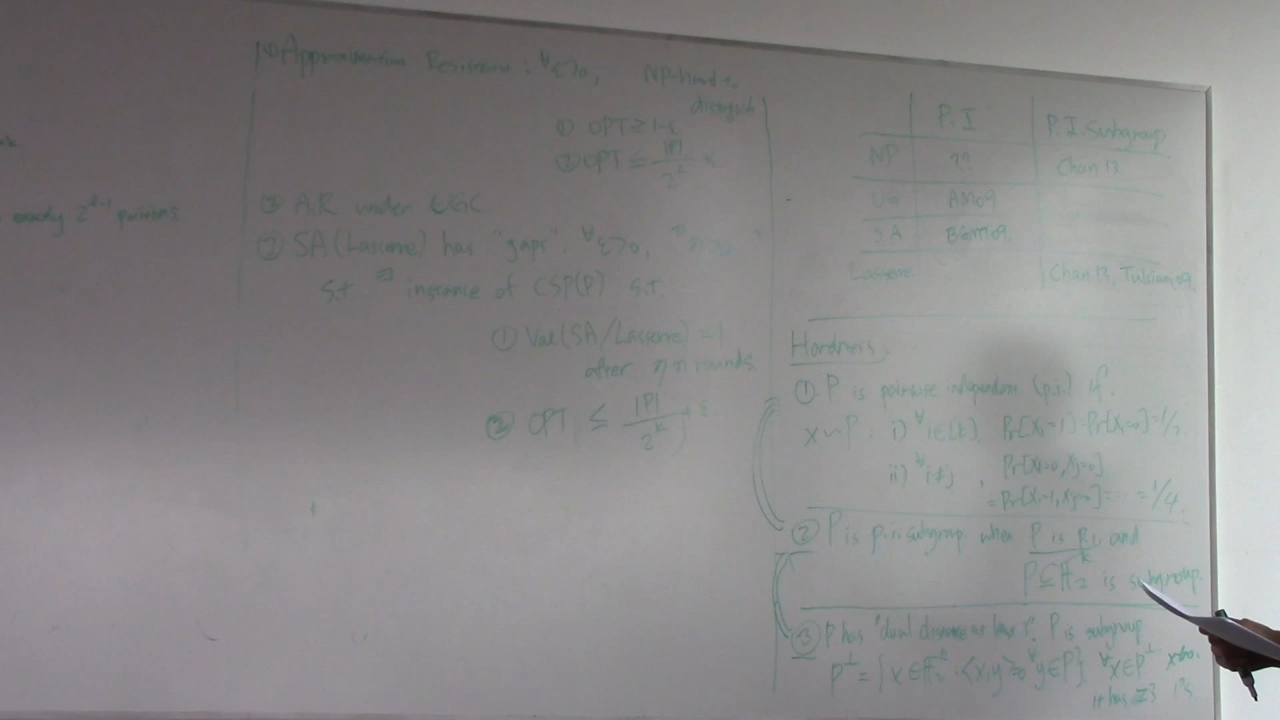 Approximation Resistance : ∀ε>0, NP-hard to
distinguish
① OPT ≥ 1-ε
② OPT ≤ |P|/2^k
exactly 2^{k-1}
A.R under UGC
② SA(Lasserre) has "gaps". ∀ε>0,
s.t ∃ instance of CSP(P) s.t.
① Val(SA/Lasserre) = 1
after ηn rounds
② OPT ≤ |P|/2^k + ε
P.I P.I. Subgroup
NP ?? Chan 13
UG AM09
SA BGMT09
Lasserre Chan 13, Tulsiani 09
Hardness.
① P is pairwise independent (p.i.) if.
x~P. i) ∀i∈[k], Pr[x_i=1]=Pr[x_i=0]=1/2
ii) ∀i≠j, Pr[x_i=0, x_j=0]
=Pr[x_i=1, x_j=0]=...=1/4.
② P is p.i. subgroup when P is p.i. and
P⊆F_2^k is subgroup.
③ P has "dual distance at least 3". P is subgroup
P^⊥ = {x∈F_2^k · <x,y>=0 ∀y∈P} ∀x∈P^⊥
it has ≥3 1's